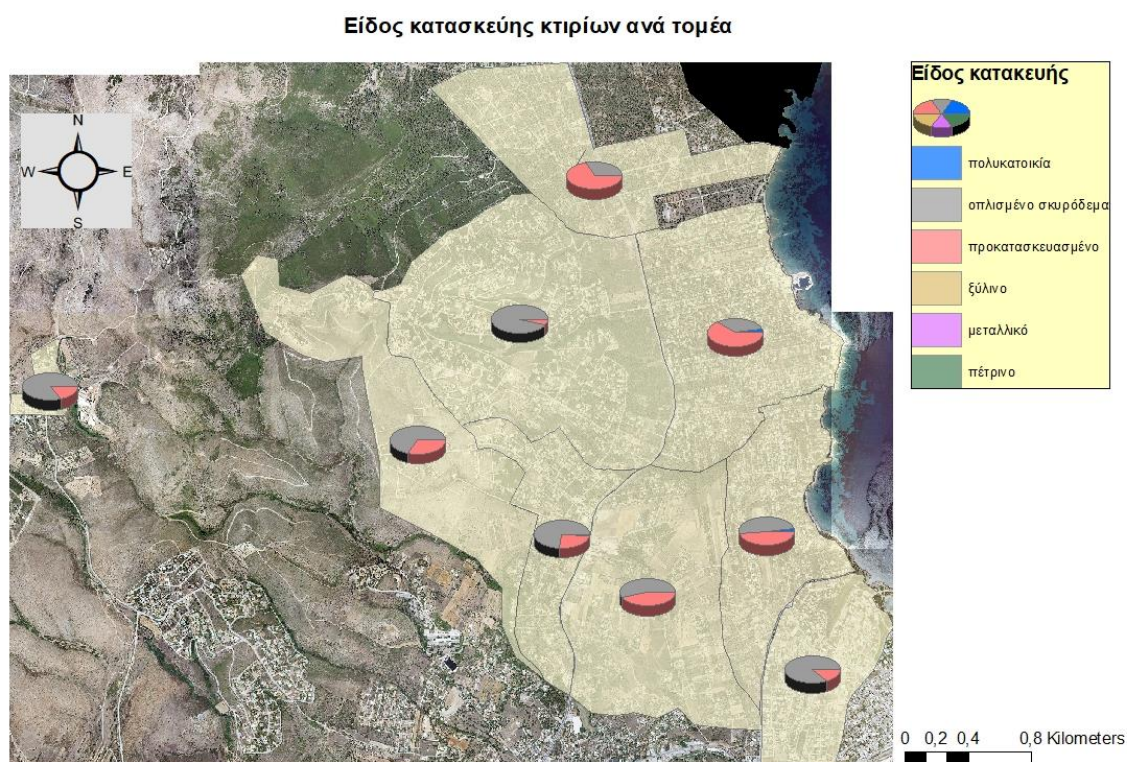 Είδος κατασκεύης κτιρίων ανά τομέα
N
W E
S
Είδος κατακευής
πολυκατοικία
οπλισμένο σκυρόδεμα
προκατασκευασμένο
ξύλινο
μεταλλικό
πέτρινο
0 0,2 0,4 0,8 Kilometers